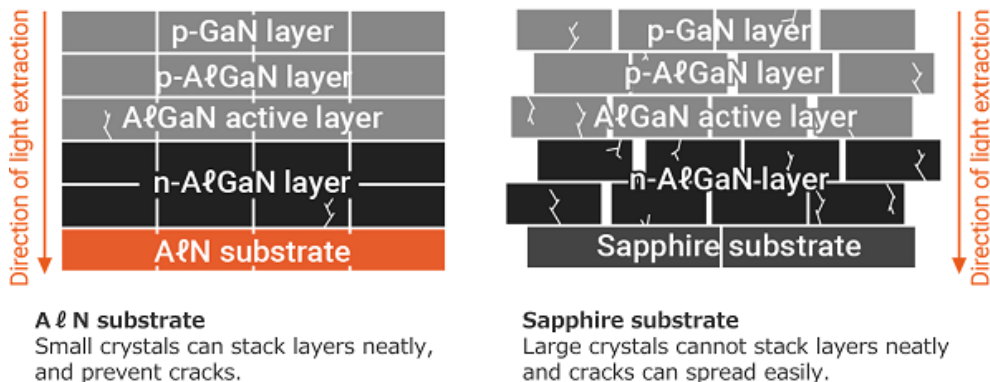 Direction of light extraction
p-GaN layer
p-AℓGaN layer
AℓGaN active layer
n-AℓGaN layer
AℓN substrate
AℓN substrate
Small crystals can stack layers neatly,
and prevent cracks.
p-GaN layer
p-AℓGaN layer
AℓGaN active layer
n-AℓGaN-layer
Sapphire substrate
Direction of light extraction
Sapphire substrate
Large crystals cannot stack layers neatly
and cracks can spread easily.